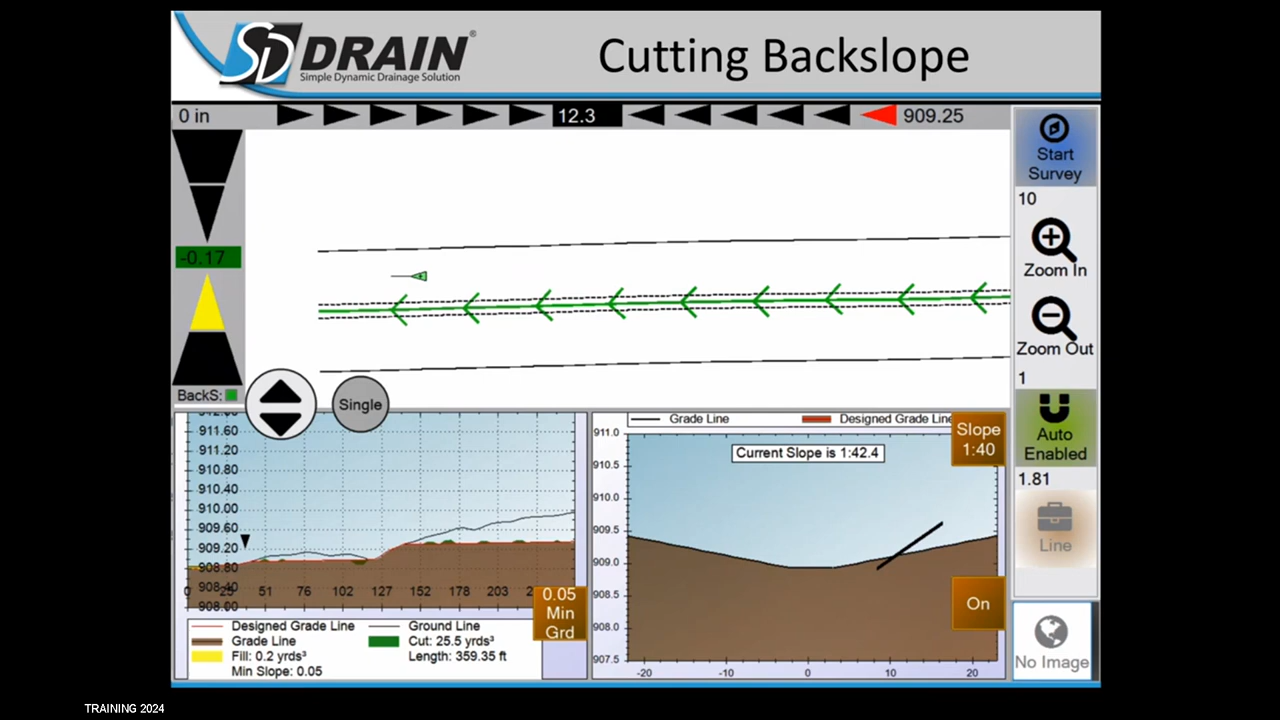 SD DRAIN®
Simple Dynamic Drainage Solution
Cutting Backslope
0 in
12.3
909.25
Start
Survey
10
Zoom In
Zoom Out
1
Auto
Enabled
1.81
Line
No Image
-0.17
BackS:
Single
911.60
911.20
910.80
910.40
910.00
909.60
909.20
908.80
908.40
908.00
0 25 51 76 102 127 152 178 203
0.05
Min
Grd
Designed Grade Line
Ground Line
Grade Line
Cut: 25.5 yrds³
Fill: 0.2 yrds³
Length: 359.35 ft
Min Slope: 0.05
Grade Line
Designed Grade Line
Slope
1:40
Current Slope is 1:42.4
911.0
910.5
910.0
909.5
909.0
908.5
908.0
907.5
-20 -10 0 10 20
On
TRAINING 2024